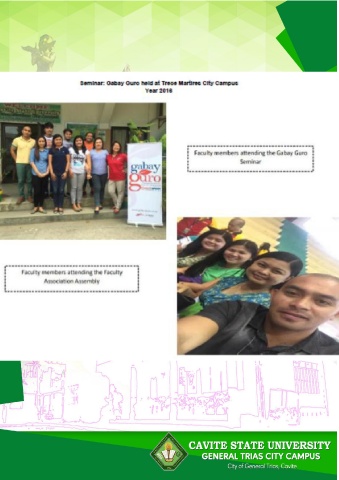 Seminar: Gabay Guro held at Trece Martires City Campus
Year 2016
gabay
guro
Faculty members attending the Gabay Guro
Seminar
Faculty members attending the Faculty
Association Assembly
CAVITE STATE UNIVERSITY
GENERAL TRIAS CITY CAMPUS
City of General Trias, Cavite